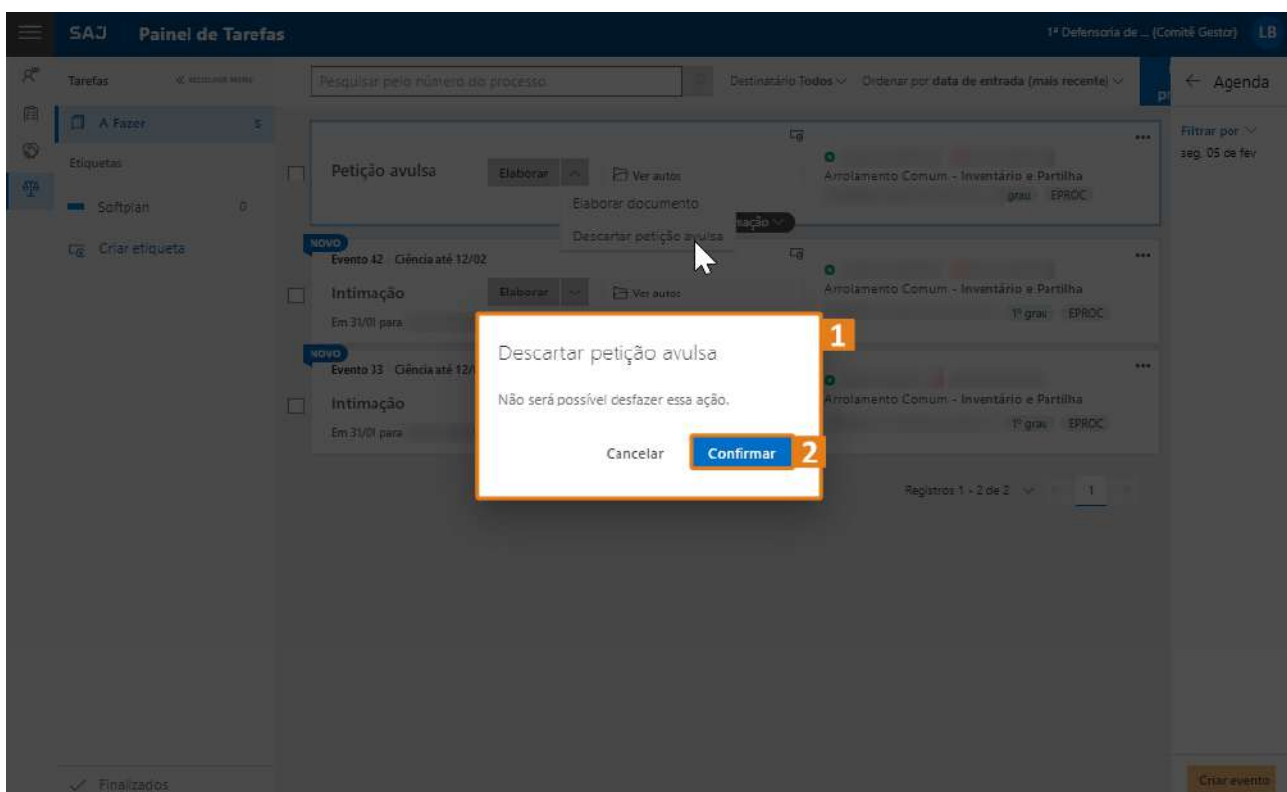 SAJ Painel de Tarefas
1ª Defensoria de ... (Comitê Gestor) LB
Tarefas
Pesquisar pelo número do processo
Destinatário Todos
Ordenar por data de entrada (mais recente)
Agenda
A Fazer 5
Filtrar por
seg, 05 de fev
Etiquetas
Softplan 0
Criar etiqueta
Petição avulsa
Elaborar
Ver autos
Arrolamento Comum - Inventário e Partilha
grau EPROC
Elaborar documento
Descartar petição avulsa
NOVO
Evento 42 Ciência até 12/02
Intimação
Elaborar
Ver autos
Em 31/01 para
Arrolamento Comum - Inventário e Partilha
1º grau EPROC
NOVO
Evento 33 Ciência até 12/
Intimação
Em 31/01 para
Arrolamento Comum - Inventário e Partilha
1º grau EPROC
1
Descartar petição avulsa
Não será possível desfazer essa ação.
Cancelar
Confirmar
2
Registros 1 - 2 de 2
1
Finalizados
Criar evento